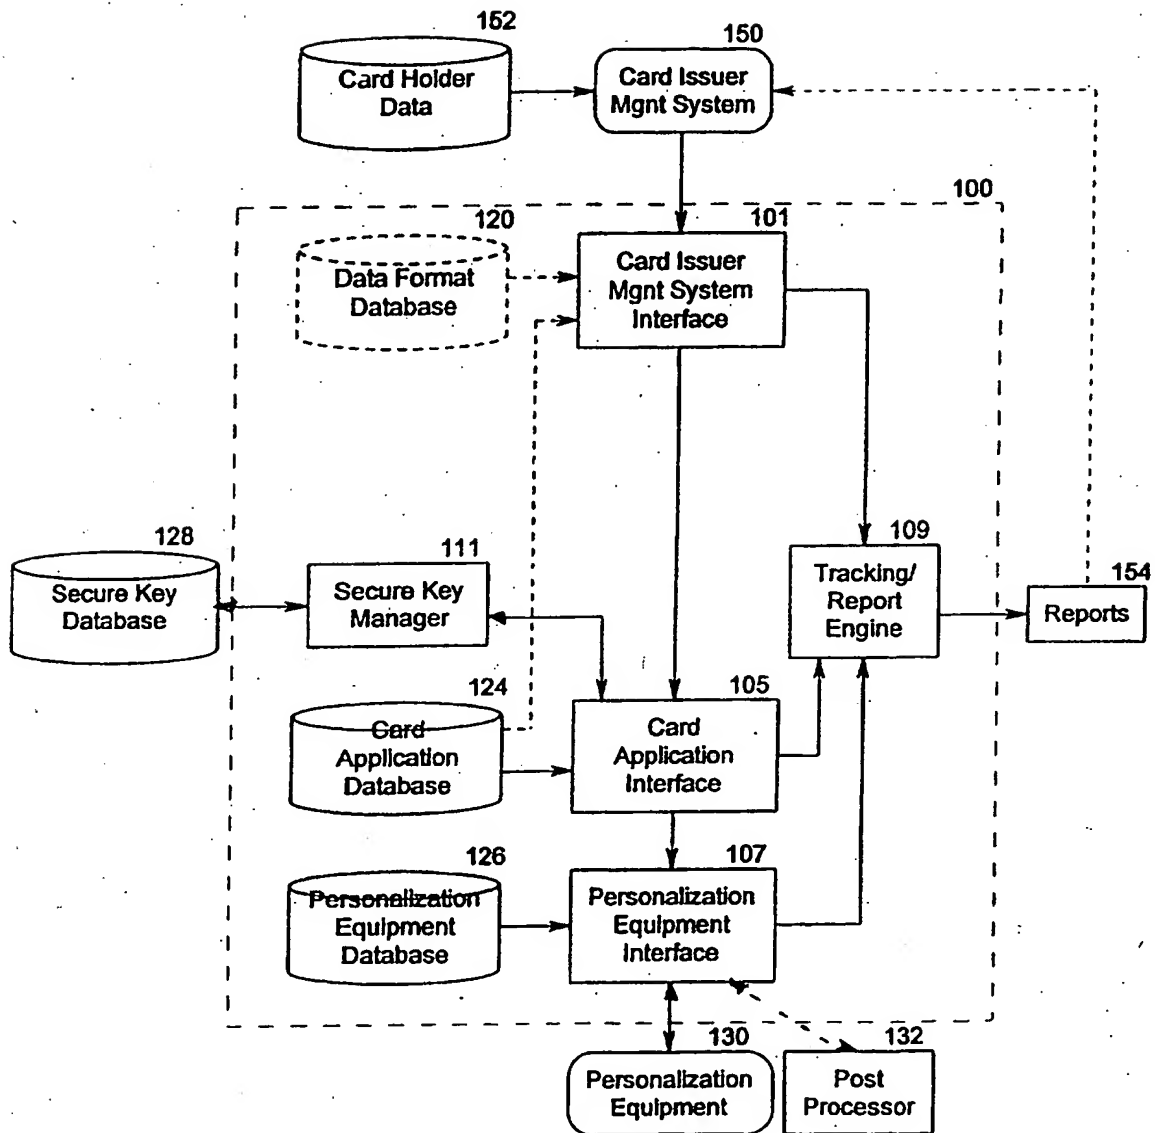 152
Card Holder
Data
150
Card Issuer
Mgnt System
100
120
Data Format
Database
101
Card Issuer
Mgnt System
Interface
128
Secure Key
Database
111
Secure Key
Manager
109
Tracking/
Report
Engine
154
Reports
124
Card
Application
Database
105
Card
Application
Interface
126
Personalization
Equipment
Database
107
Personalization
Equipment
Interface
130
Personalization
Equipment
132
Post
Processor